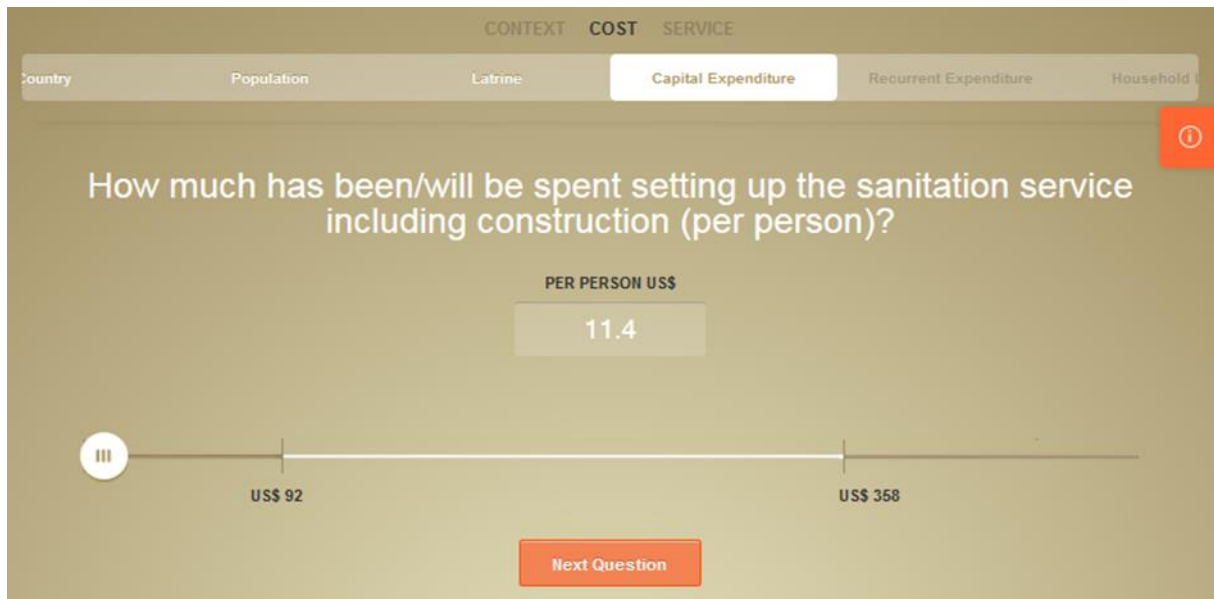 CONTEXT COST SERVICE
Country Population Latrine Capital Expenditure Recurrent Expenditure Household
How much has been/will be spent setting up the sanitation service
including construction (per person)?
PER PERSON US$
11.4
US$ 92 US$ 358
Next Question